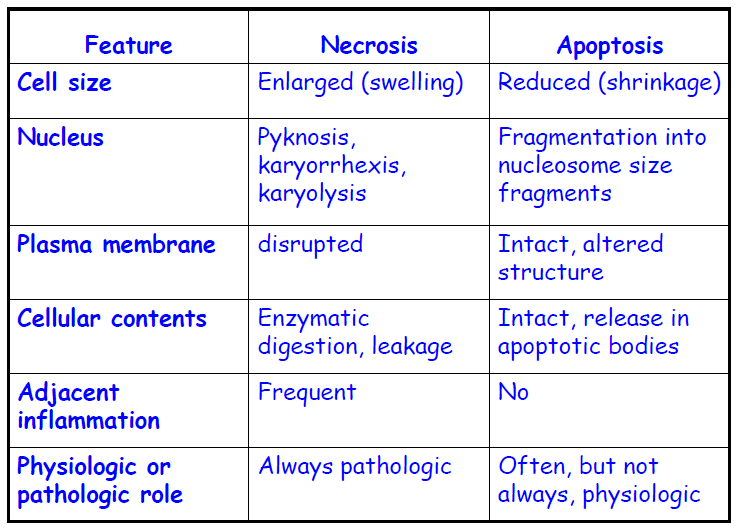 Feature Necrosis Apoptosis
Cell size Enlarged (swelling) Reduced (shrinkage)
Nucleus Pyknosis, Fragmentation into
karyorrhexis, nucleosome size
karyolysis fragments
Plasma membrane disrupted Intact, altered
structure
Cellular contents Enzymatic Intact, release in
digestion, leakage apoptotic bodies
Adjacent Frequent No
inflammation
Physiologic or Always pathologic Often, but not
pathologic role always, physiologic